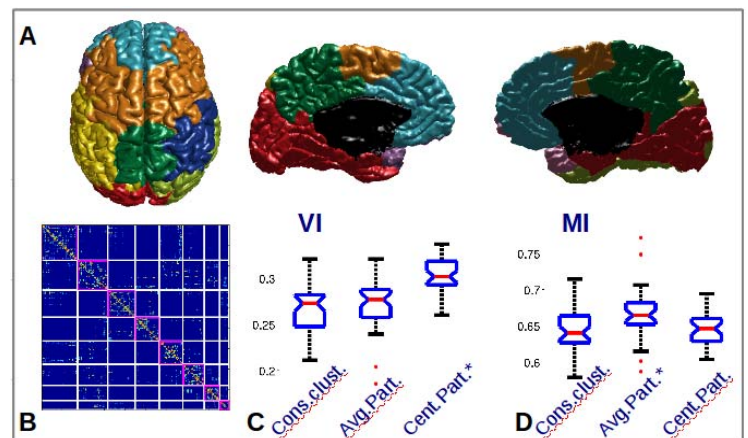 A
VI
MI
0.3
0.25
0.2
0.75
0.7
0.65
0.6
B
C
Cons.clust.
Avg.Part.
Cent.Part.*
D
Cons.clust.
Avg.Part.*
Cent.Part.